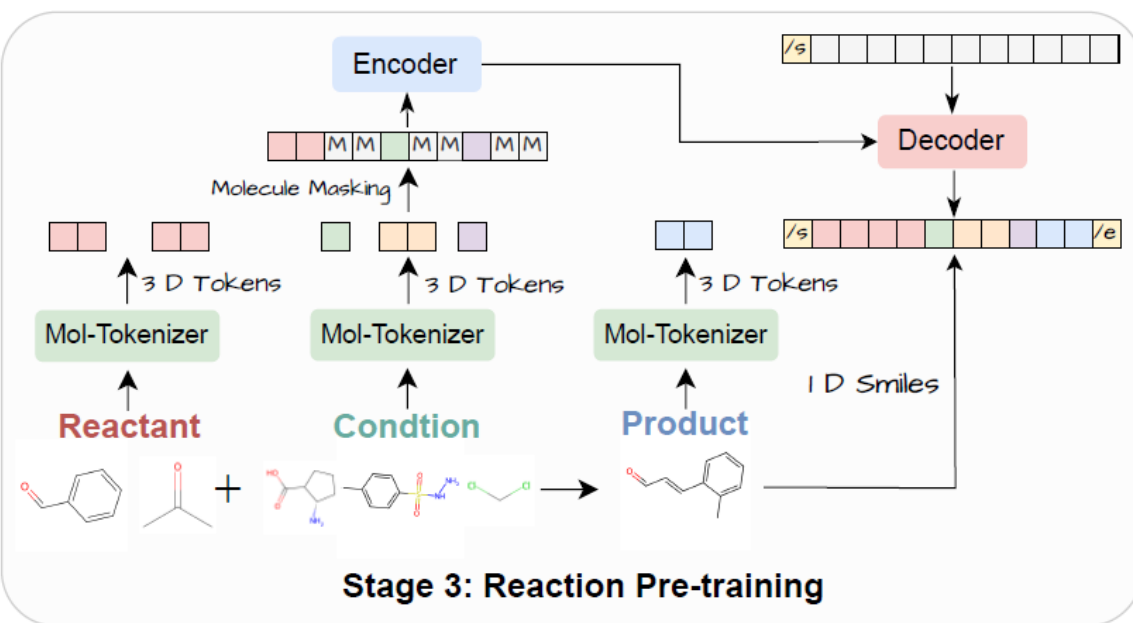 /s
Encoder
Decoder
M M M M M M
Molecule Masking
/s /e
3 D Tokens 3 D Tokens 3 D Tokens
Mol-Tokenizer Mol-Tokenizer Mol-Tokenizer
1 D Smiles
Reactant Condtion Product
O O HO O O NH₂ Cl O
+ S NH
O NH₂ O Cl
Stage 3: Reaction Pre-training